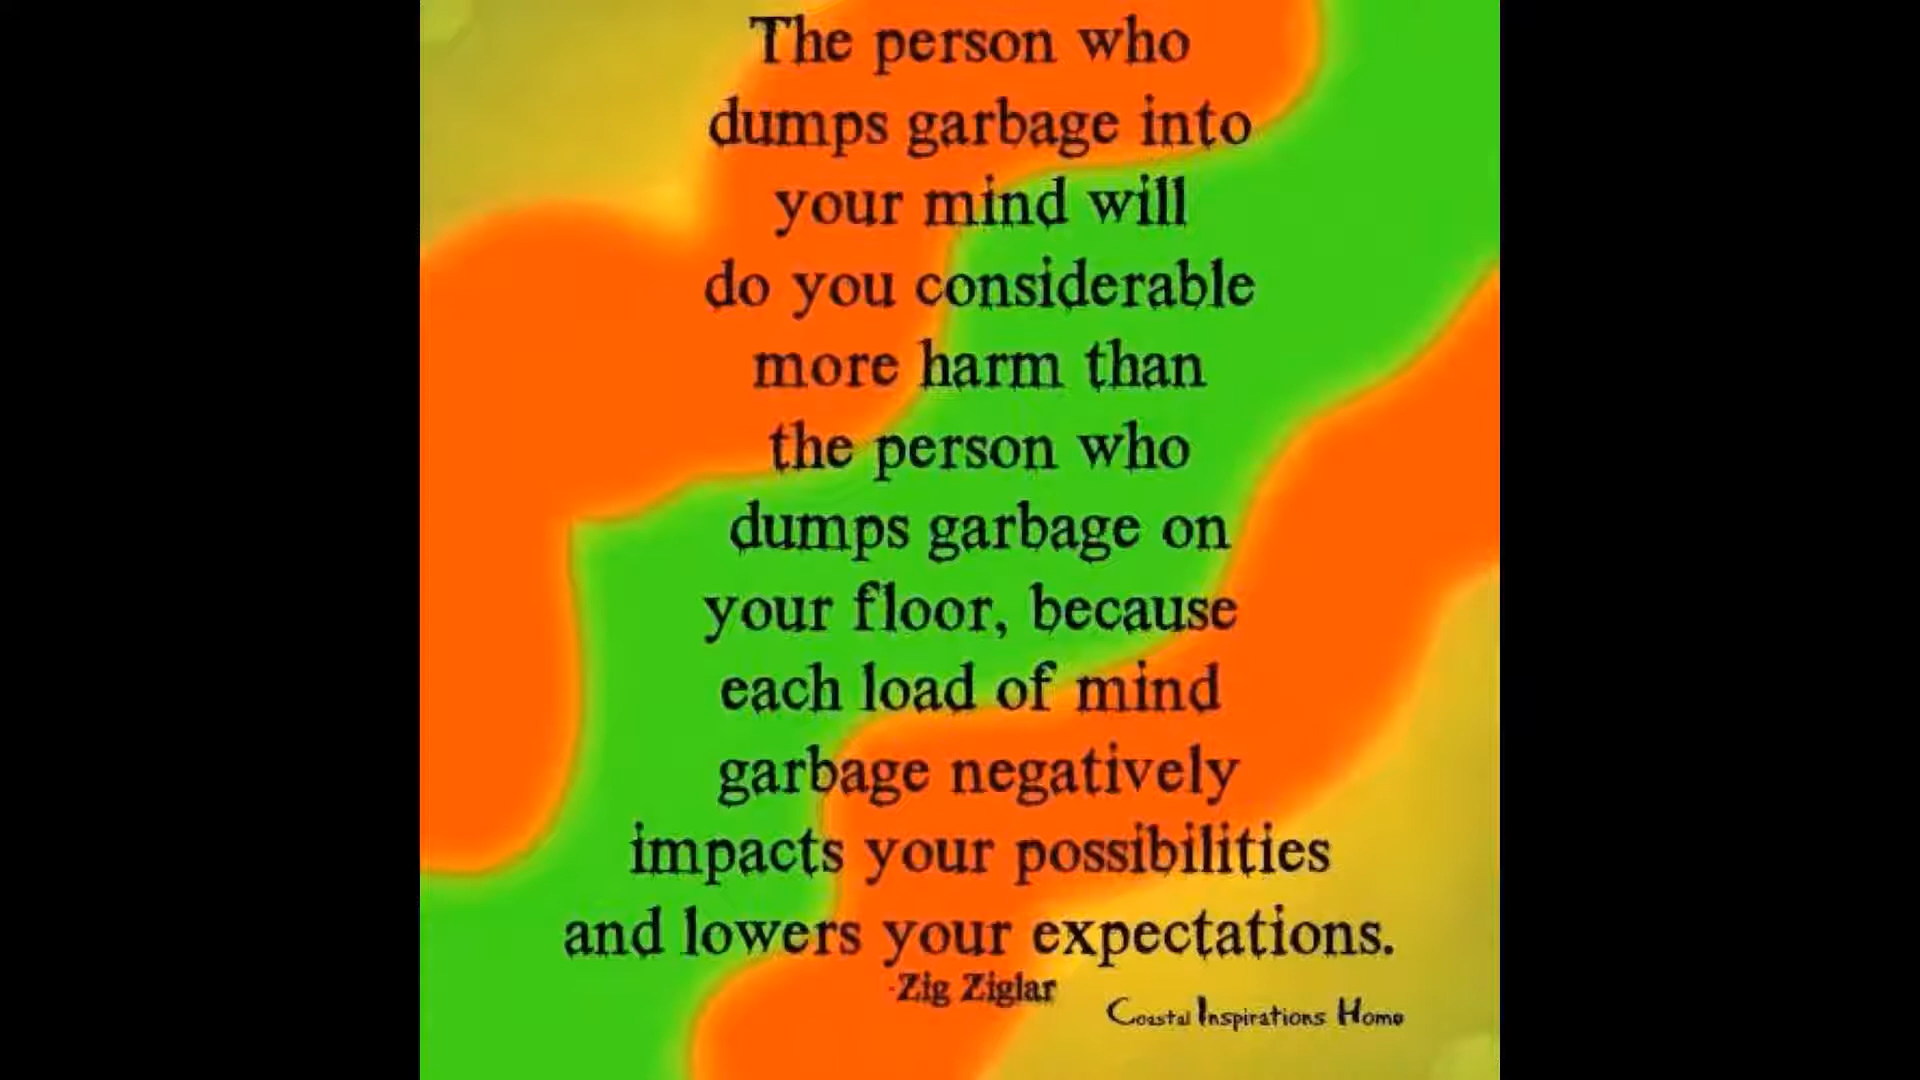 The person who
dumps garbage into
your mind will
do you considerable
more harm than
the person who
dumps garbage on
your floor, because
each load of mind
garbage negatively
impacts your possibilities
and lowers your expectations.
-Zig Ziglar
Coastal Inspirations Home